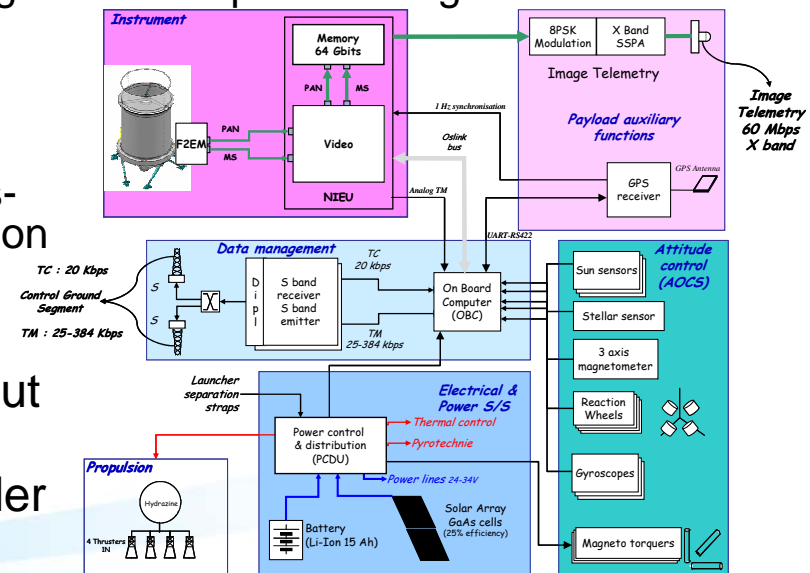 Instrument
Memory
64 Gbits
PAN
MS
PAN
MS
F2EM
Video
NIEU
8PSK
Modulation
X Band
SSPA
Image Telemetry
Image
Telemetry
60 Mbps
X band
1 Hz synchronisation
Payload auxiliary
functions
Oslink
bus
GPS
receiver
GPS Antenna
Analog TM
UART-RS422
s-
on
ut
ler
Data management
TC : 20 Kbps
Control Ground
Segment
TM : 25-384 Kbps
S
S
D
i
p
l
S band
receiver
S band
emitter
TC
20 kbps
TM
25-384 kbps
On Board
Computer
(OBC)
Attitude
control
(AOCS)
Sun sensors
Stellar sensor
3 axis
magnetometer
Reaction
Wheels
Gyroscopes
Magneto torquers
Launcher
separation
straps
Electrical &
Power S/S
Power control
& distribution
(PCDU)
Thermal control
Pyrotechnie
Power lines 24-34V
Battery
(Li-Ion 15 Ah)
Solar Array
GaAs cells
(25% efficiency)
Propulsion
Hydrazine
4 Thrusters
1N